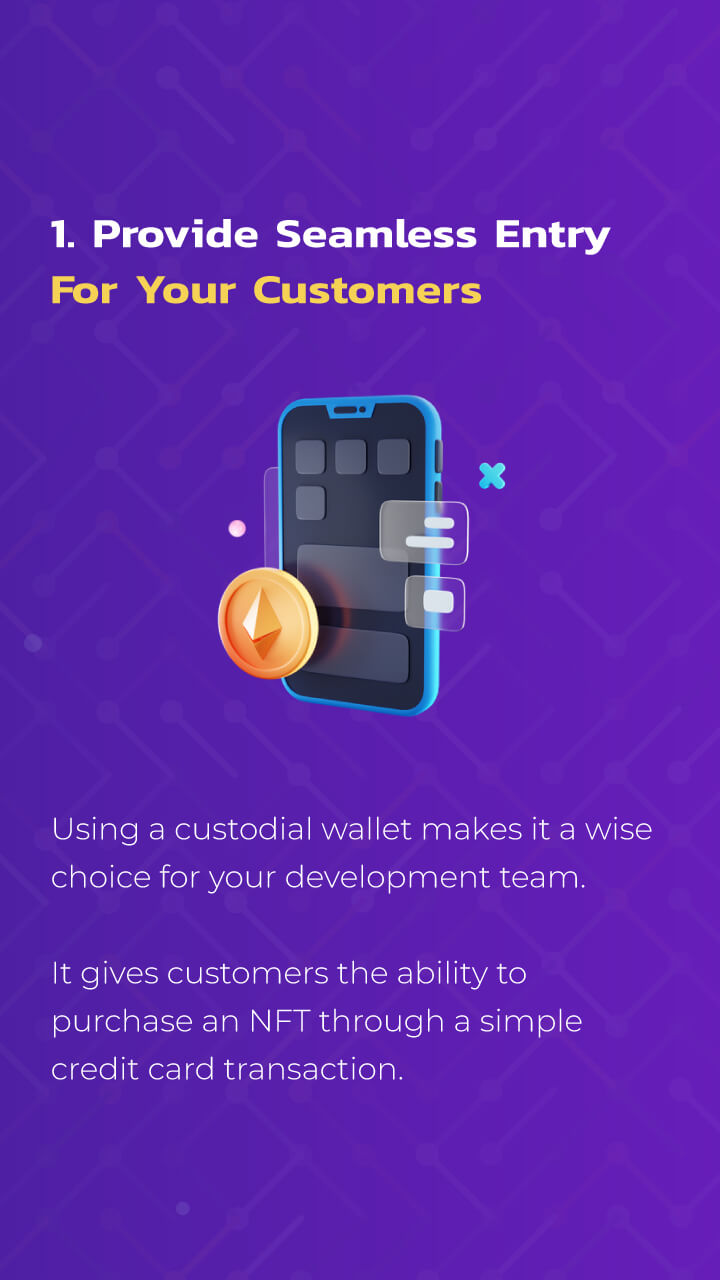 1. Provide Seamless Entry
For Your Customers
Using a custodial wallet makes it a wise
choice for your development team.
It gives customers the ability to
purchase an NFT through a simple
credit card transaction.